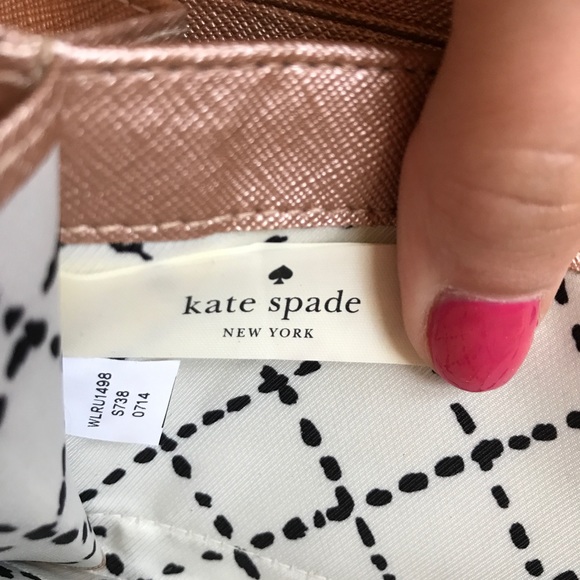 kate spade
NEW YORK
WLRU1498
S738
0714